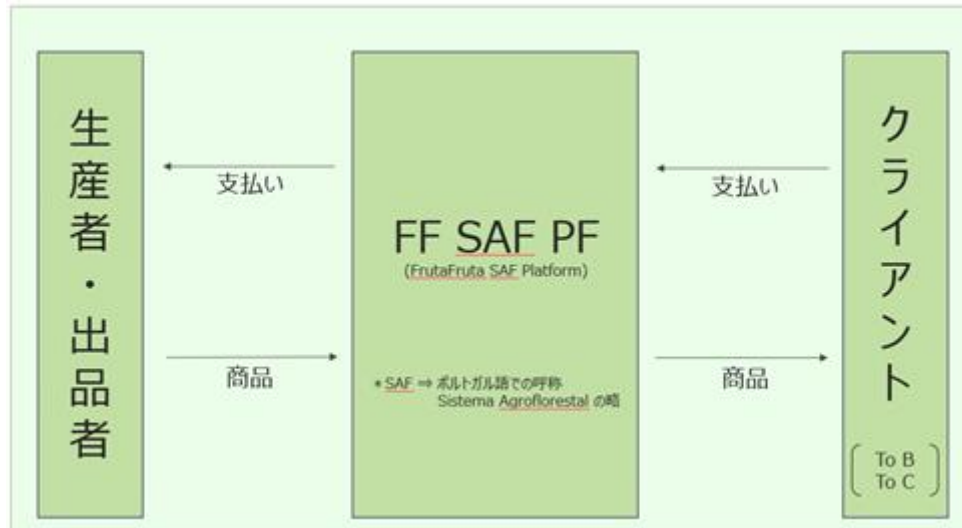 生産者・出品者
支払い
商品
FF SAF PF
(FrutaFruta SAF Platform)
* SAF ⇒ ポルトガル語での呼称
Sistema Agroflorestal の略
支払い
商品
クライアント
To B
To C